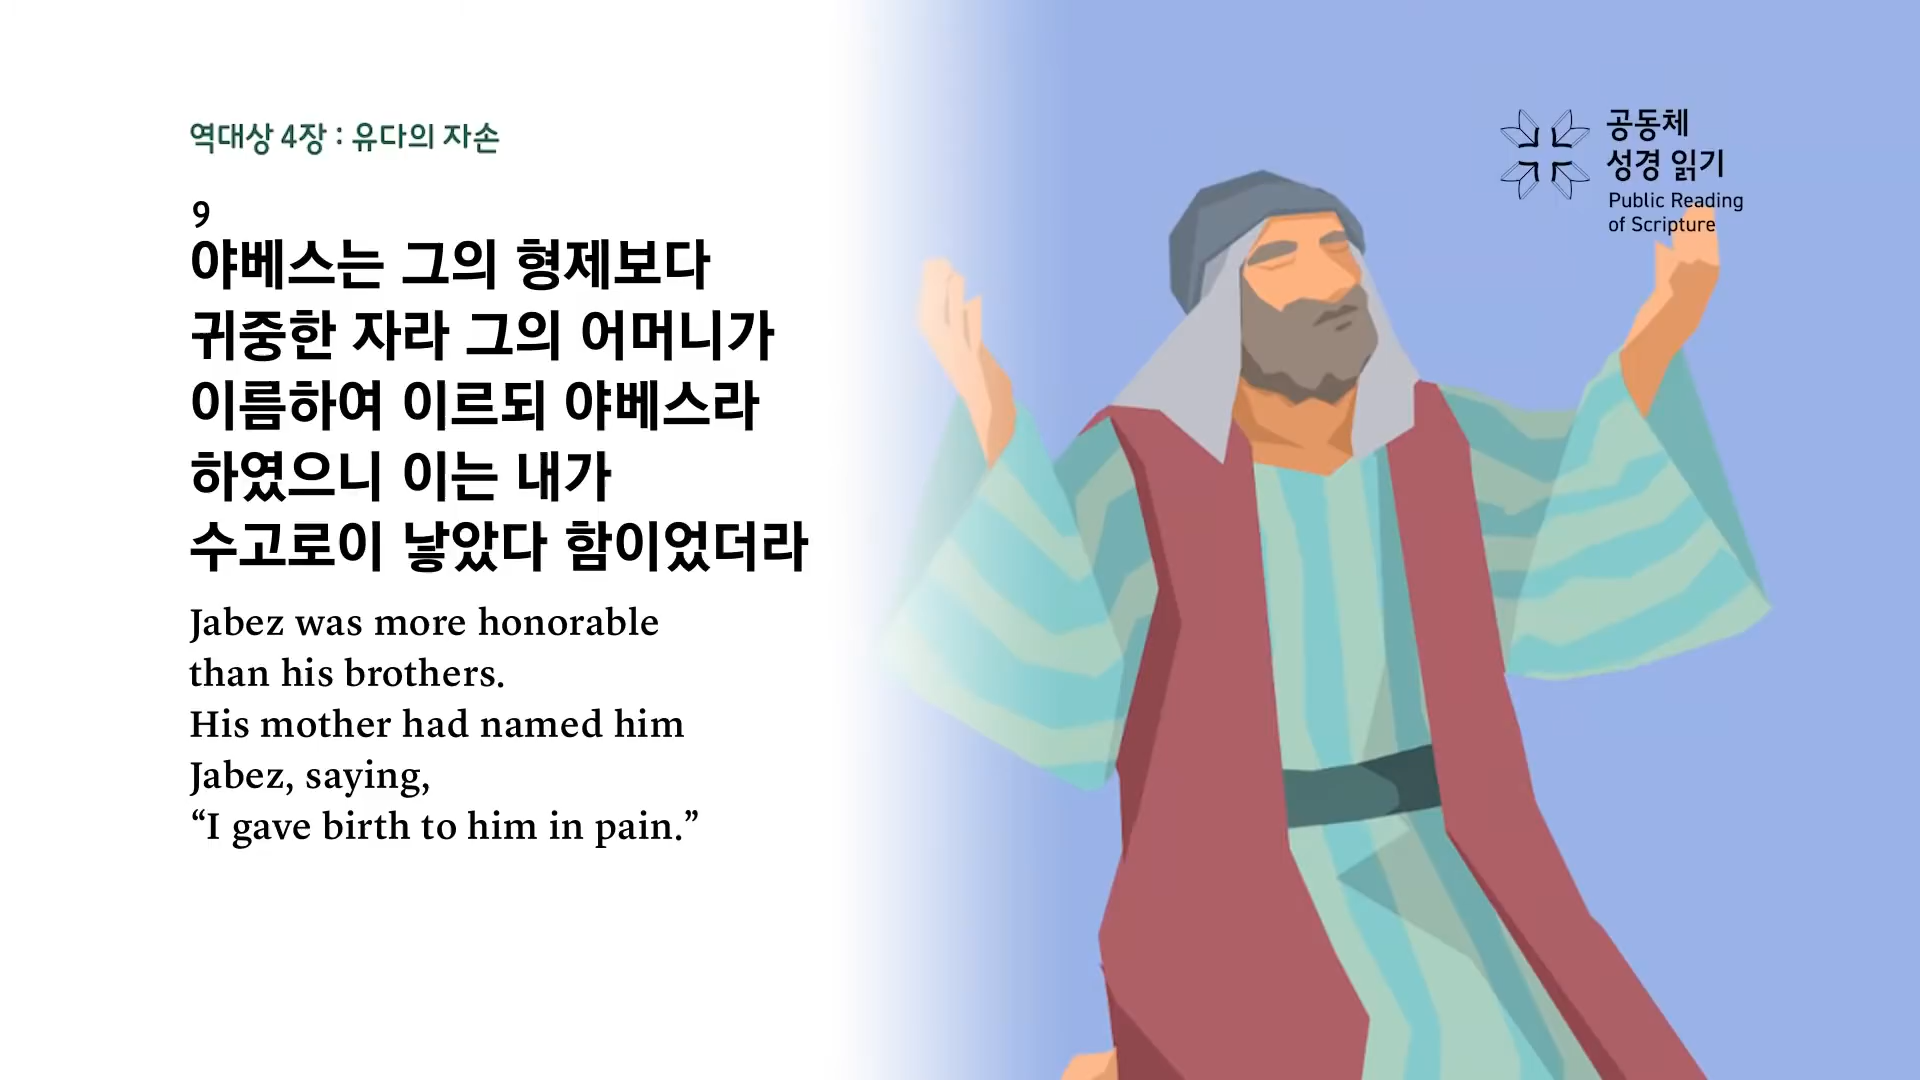 역대상 4장 : 유다의 자손
9
야베스는 그의 형제보다
귀중한 자라 그의 어머니가
이름하여 이르되 야베스라
하였으니 이는 내가
수고로이 낳았다 함이었더라
Jabez was more honorable
than his brothers.
His mother had named him
Jabez, saying,
“I gave birth to him in pain.”
공동체
성경 읽기
Public Reading
of Scripture